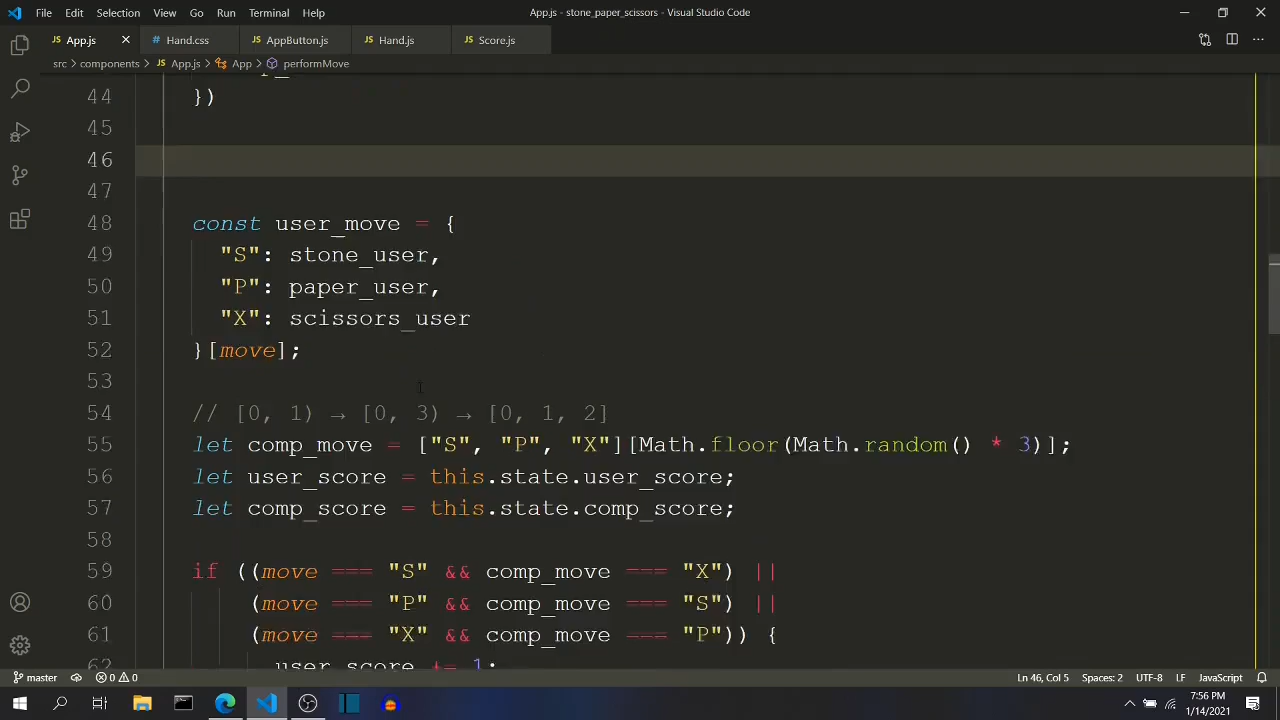 File Edit Selection View Go Run Terminal Help App.js - stone_paper_scissors - Visual Studio Code
App.js Hand.css AppButton.js Hand.js Score.js
src components App.js App performMove
44 })
45
46
47
48 const user_move = {
49 "S": stone_user,
50 "P": paper_user,
51 "X": scissors_user
52 }[move];
53
54 // [0, 1) → [0, 3) → [0, 1, 2]
55 let comp_move = ["S", "P", "X"][Math.floor(Math.random() * 3)];
56 let user_score = this.state.user_score;
57 let comp_score = this.state.comp_score;
58
59 if ((move === "S" && comp_move === "X") ||
60 (move === "P" && comp_move === "S") ||
61 (move === "X" && comp_move === "P")) {
62 user_score += 1;
master 0 0 Ln 46, Col 5 Spaces: 2 UTF-8 LF JavaScript
7:56 PM
1/14/2021